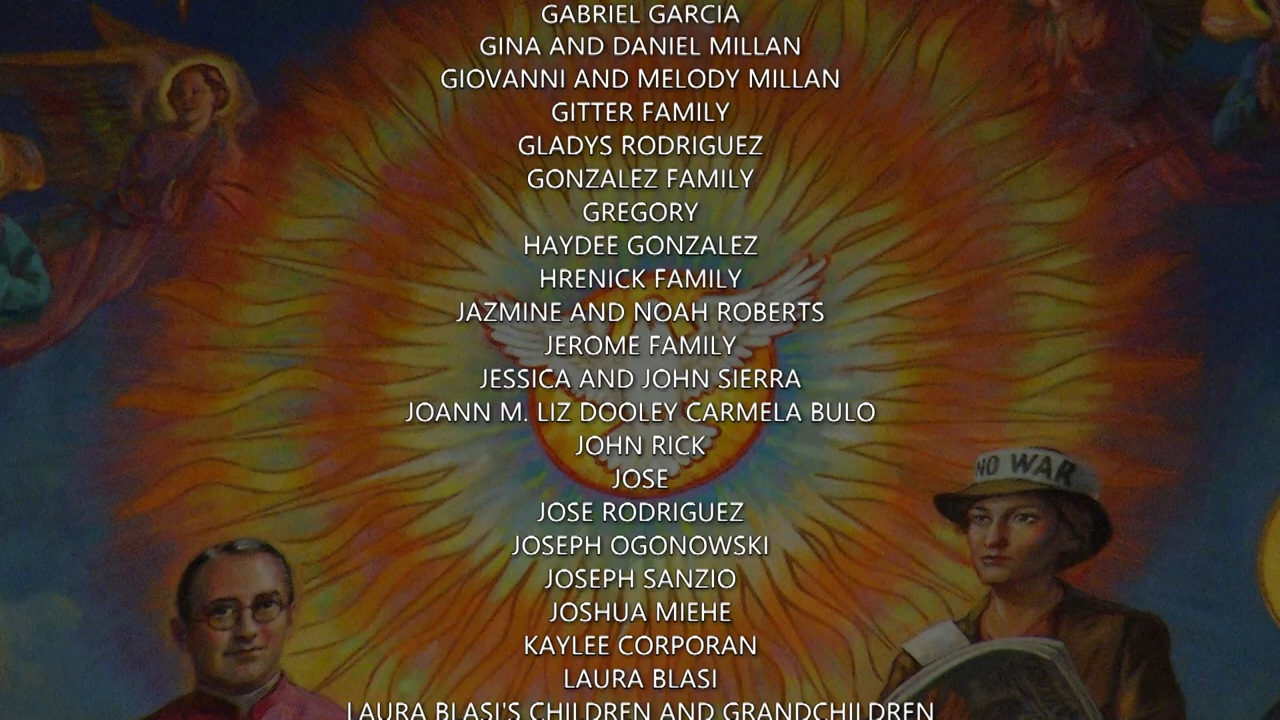 GABRIEL GARCIA
GINA AND DANIEL MILLAN
GIOVANNI AND MELODY MILLAN
GITTER FAMILY
GLADYS RODRIGUEZ
GONZALEZ FAMILY
GREGORY
HAYDEE GONZALEZ
HRENICK FAMILY
JAZMINE AND NOAH ROBERTS
JEROME FAMILY
JESSICA AND JOHN SIERRA
JOANN M. LIZ DOOLEY CARMELA BULO
JOHN RICK
NO WAR
JOSE
JOSE RODRIGUEZ
JOSEPH OGONOWSKI
JOSEPH SANZIO
JOSHUA MIEHE
KAYLEE CORPORAN
LAURA BLASI
LAURA BLASI'S CHILDREN AND GRANDCHILDREN